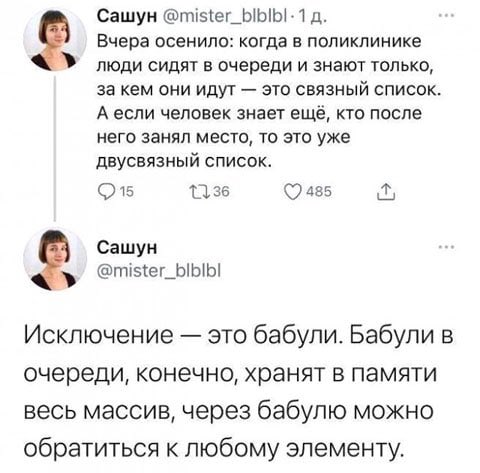 Сашун @mister_blblbl · 1 д.
Вчера осенило: когда в поликлинике
люди сидят в очереди и знают только,
за кем они идут — это связный список.
А если человек знает ещё, кто после
него занял место, то это уже
двусвязный список.
15 36 485
Сашун
@mister_blblbl
Исключение — это бабули. Бабули в
очереди, конечно, хранят в памяти
весь массив, через бабулю можно
обратиться к любому элементу.